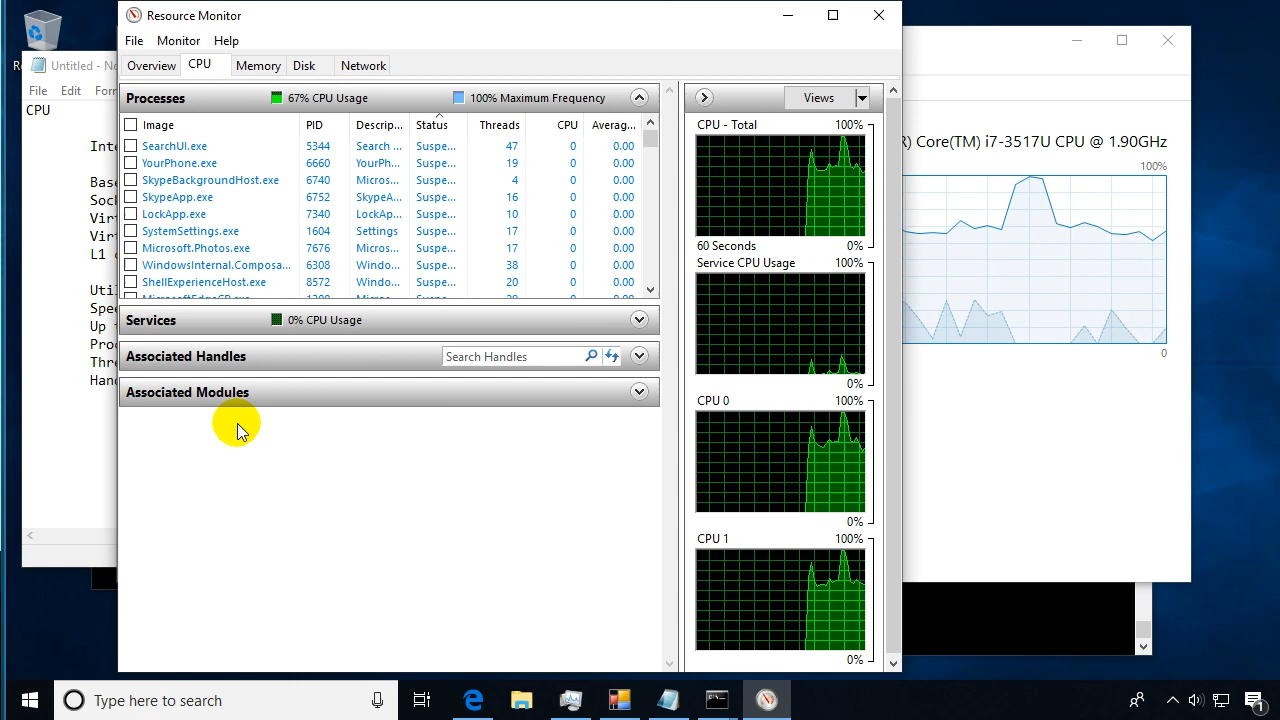 Resource Monitor
File Monitor Help
Overview CPU Memory Disk Network
Processes 67% CPU Usage 100% Maximum Frequency
Image PID Descrip... Status Threads CPU Averag...
SearchUI.exe 5344 Search ... Suspe... 47 0 0.00
YourPhone.exe 6660 YourPh... Suspe... 19 0 0.00
SkypeBackgroundHost.exe 6740 Micros... Suspe... 4 0 0.00
SkypeApp.exe 6752 SkypeA... Suspe... 16 0 0.00
LockApp.exe 7340 LockAp... Suspe... 10 0 0.00
SystemSettings.exe 1604 Settings Suspe... 17 0 0.00
Microsoft.Photos.exe 7676 Micros... Suspe... 17 0 0.00
WindowsInternal.Composa... 6308 Windo... Suspe... 38 0 0.00
ShellExperienceHost.exe 8572 Windo... Suspe... 20 0 0.00
Services 0% CPU Usage
Associated Handles Search Handles
Associated Modules
Views
CPU - Total 100%
60 Seconds 0%
Service CPU Usage 100%
0%
CPU 0 100%
0%
CPU 1 100%
0%
Untitled - No
File Edit For
CPU
Inte
Base
Sock
Virt
Virt
L1
Util
Spee
Up
Proc
Thre
Hand
R) Core(TM) i7-3517U CPU @ 1.90GHz
100%
0
Type here to search
1